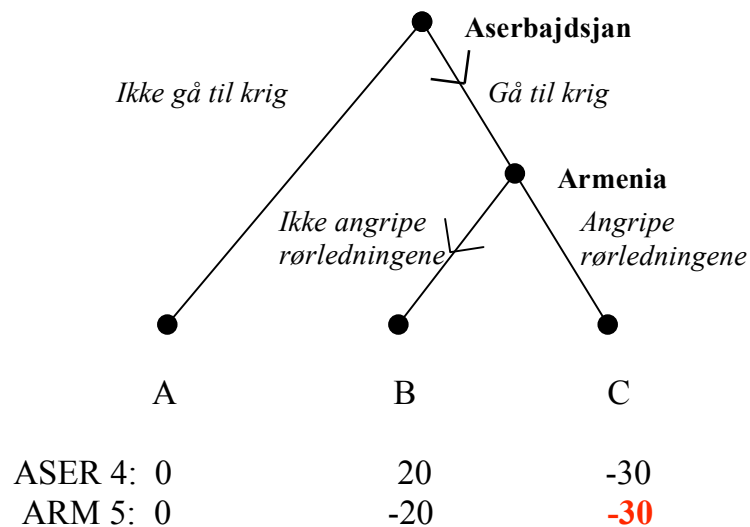 Aserbajdsjan
Ikke gå til krig
Gå til krig
Armenia
Ikke angripe
rørledningene
Angripe
rørledningene
A B C
ASER 4: 0 20 -30
ARM 5: 0 -20 -30